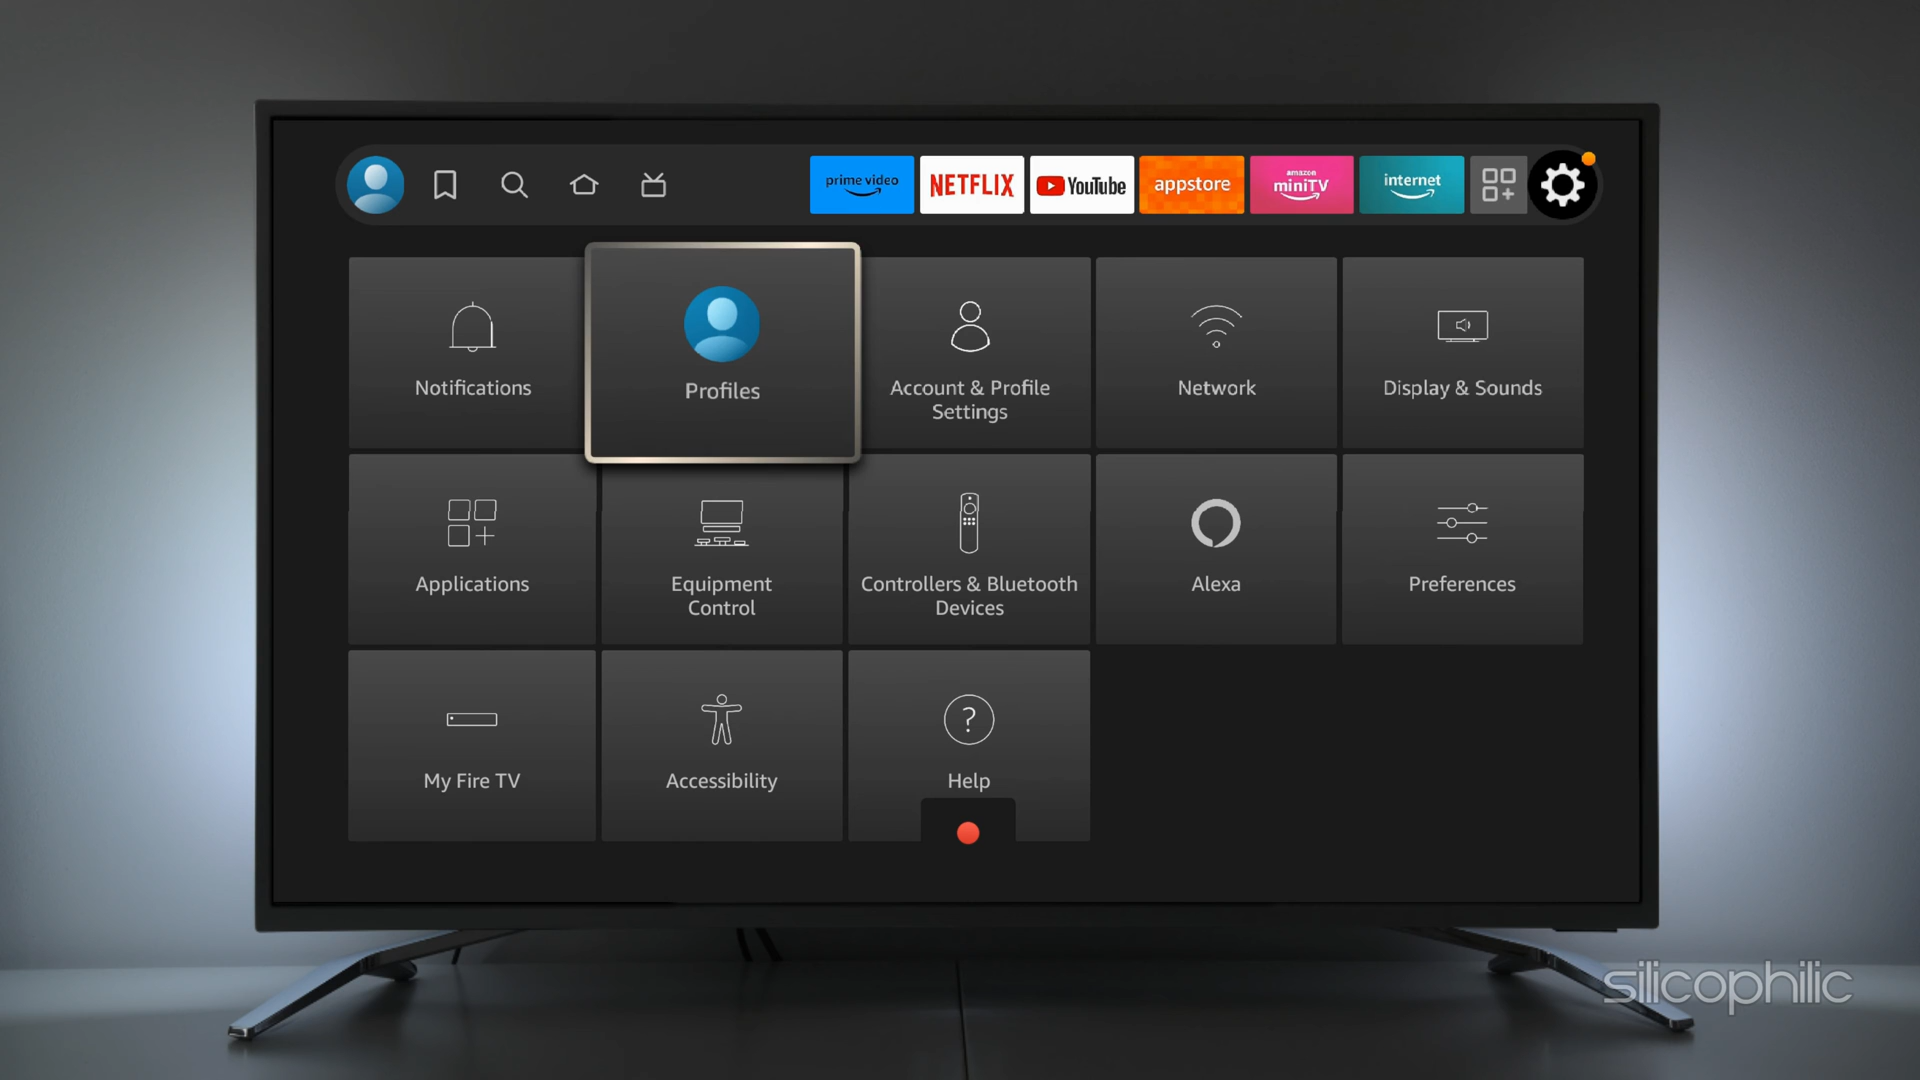 prime video
NETFLIX
YouTube
appstore
amazon
miniTV
internet
Notifications
Profiles
Account & Profile
Settings
Network
Display & Sounds
Applications
Equipment
Control
Controllers & Bluetooth
Devices
Alexa
Preferences
My Fire TV
Accessibility
?
Help
silicophilic